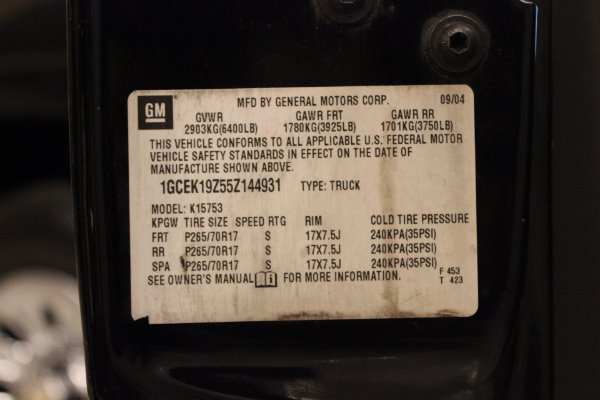 GM
MFD BY GENERAL MOTORS CORP. 09/04
GVWR GAWR FRT GAWR RR
2903KG(6400LB) 1780KG(3925LB) 1701KG(3750LB)
THIS VEHICLE CONFORMS TO ALL APPLICABLE U.S. FEDERAL MOTOR
VEHICLE SAFETY STANDARDS IN EFFECT ON THE DATE OF
MANUFACTURE SHOWN ABOVE.
1GCEK19Z55Z144931 TYPE: TRUCK
MODEL: K15753
KPGW TIRE SIZE SPEED RTG RIM COLD TIRE PRESSURE
FRT P265/70R17 S 17X7.5J 240KPA(35PSI)
RR P265/70R17 S 17X7.5J 240KPA(35PSI)
SPA P265/70R17 S 17X7.5J 240KPA(35PSI)
SEE OWNER'S MANUAL i FOR MORE INFORMATION. F 453
T 423